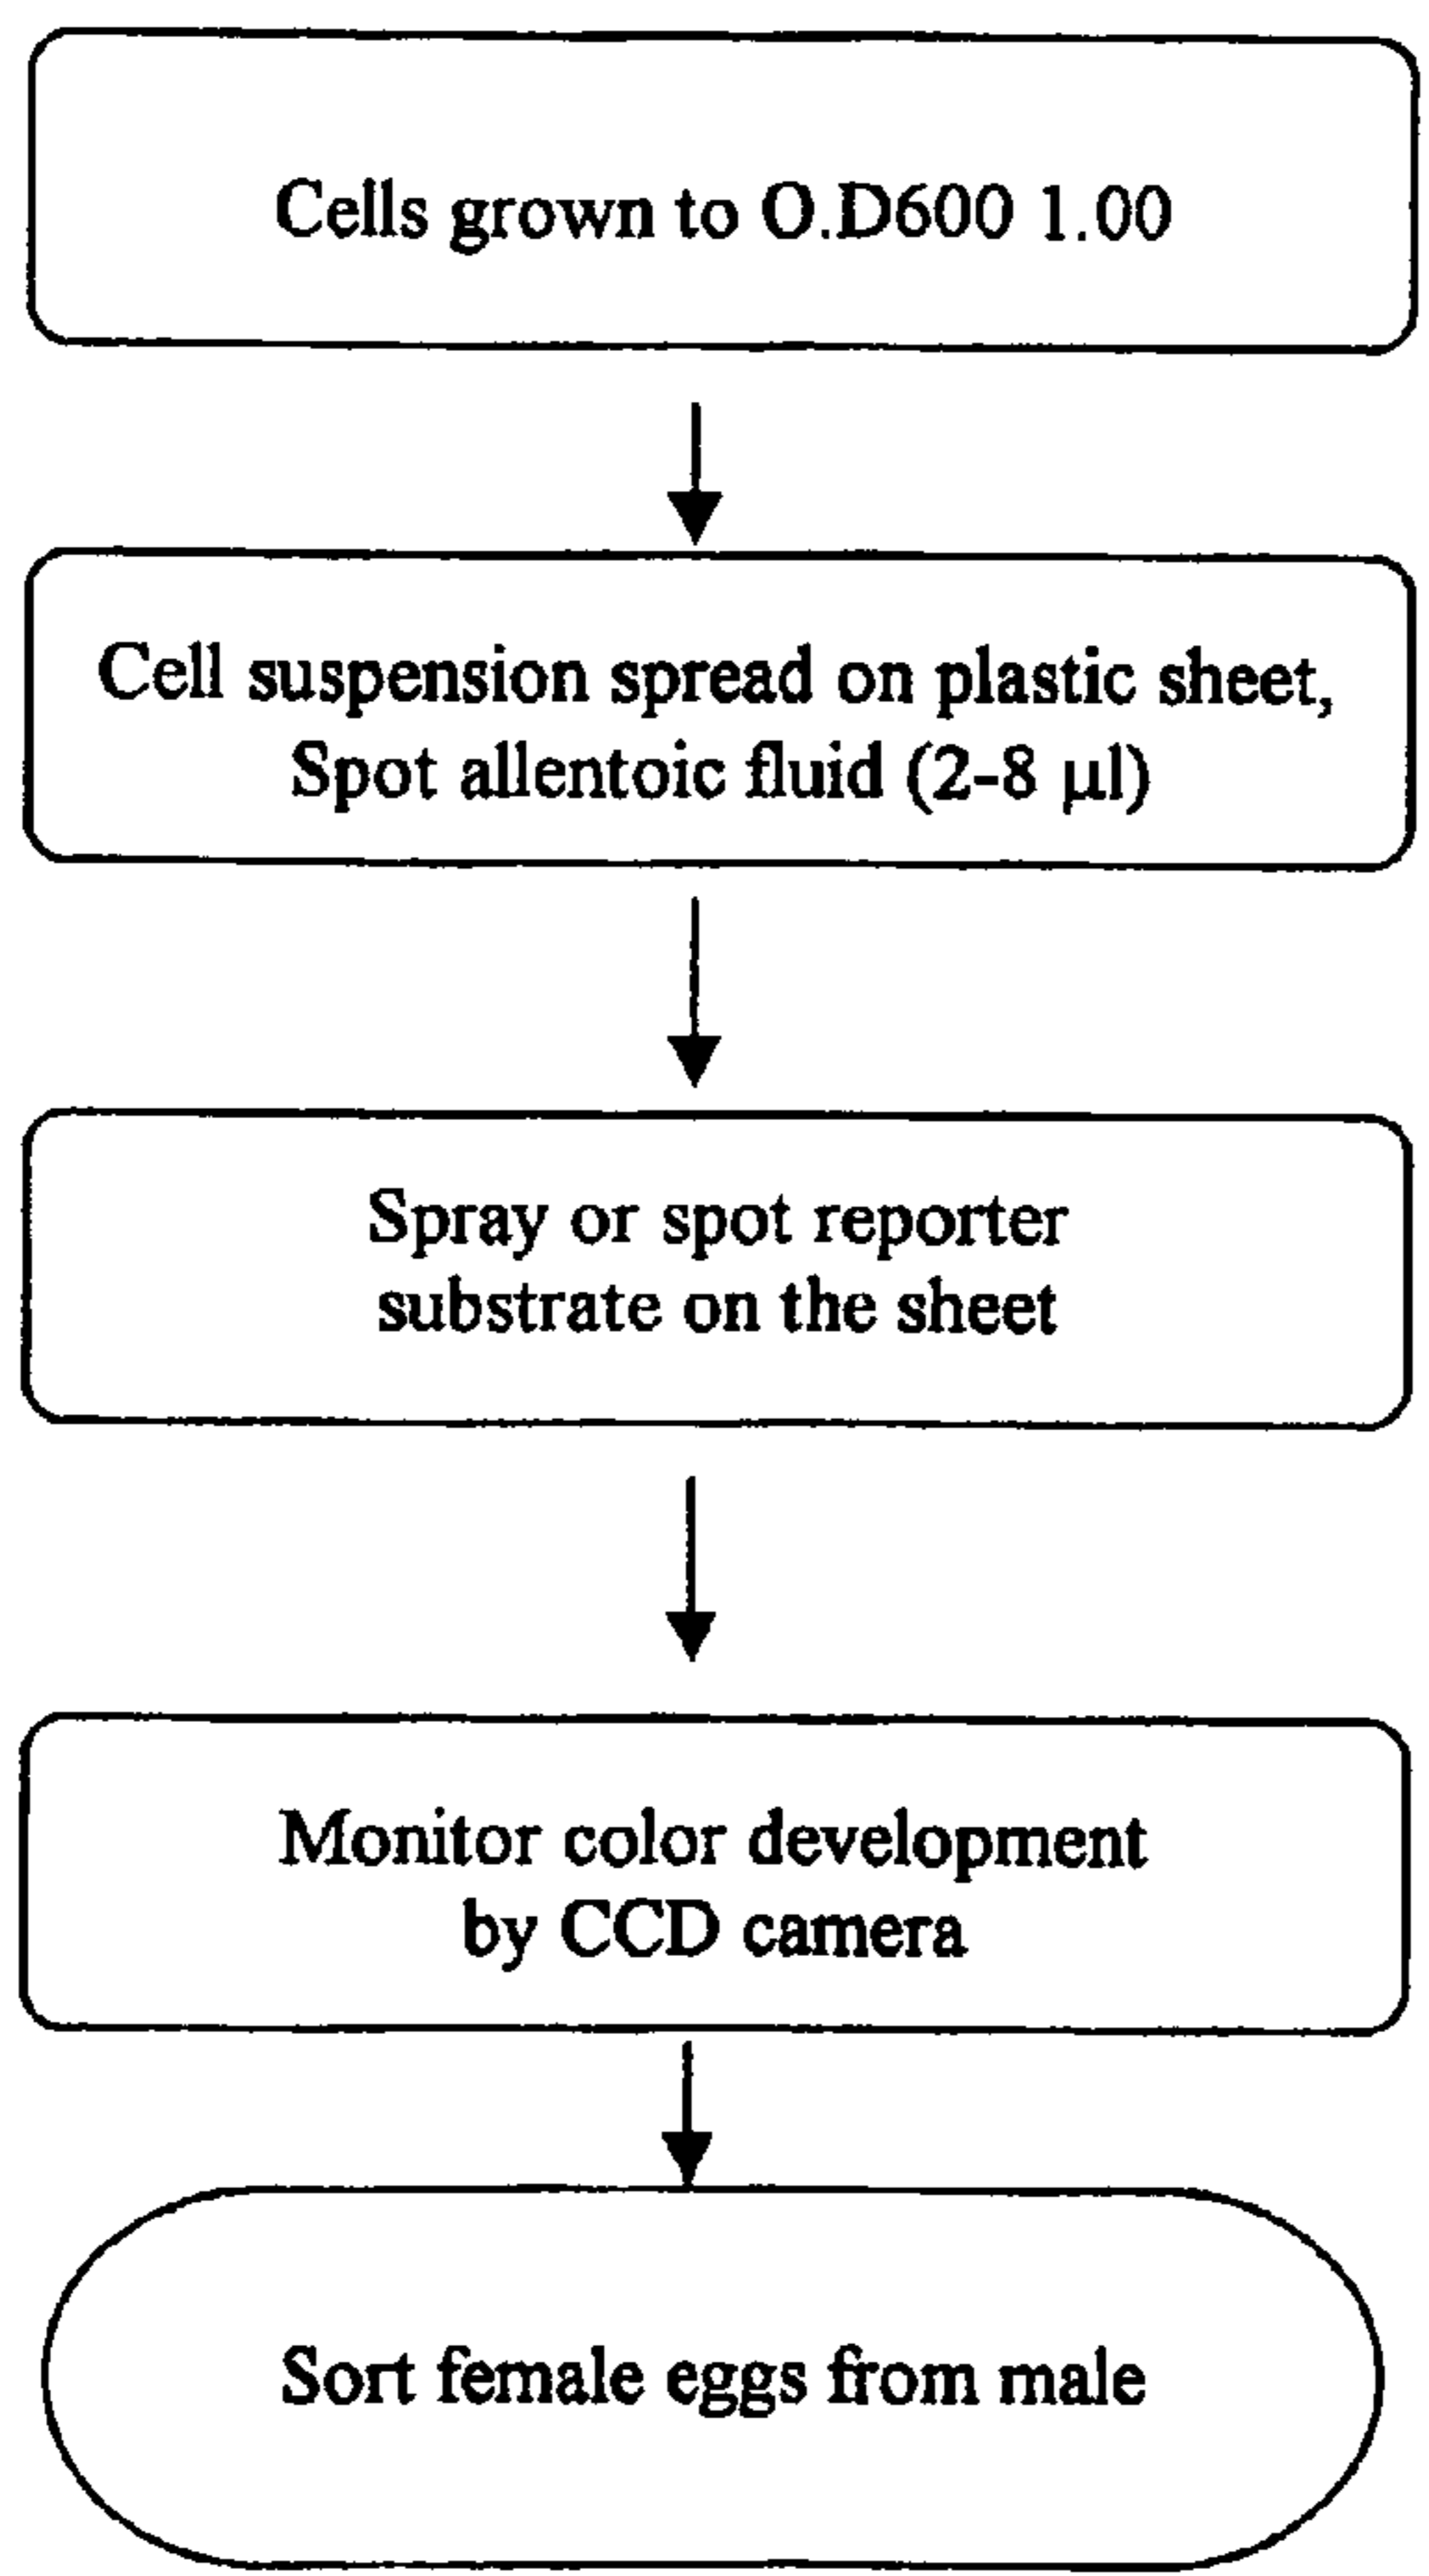 Cells grown to O.D600 1.00
Cell suspension spread on plastic sheet,
Spot allentoic fluid (2-8 µl)
Spray or spot reporter
substrate on the sheet
Monitor color development
by CCD camera
Sort female eggs from male